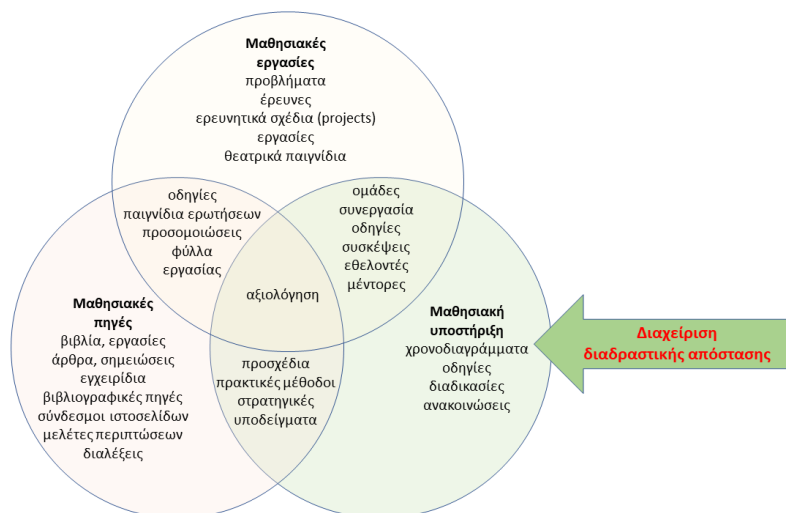 Μαθησιακές
εργασίες
προβλήματα
έρευνες
ερευνητικά σχέδια (projects)
εργασίες
θεατρικά παιγνίδια
οδηγίες
παιγνίδια ερωτήσεων
προσομοιώσεις
φύλλα
εργασίας
ομάδες
συνεργασία
οδηγίες
συσκέψεις
εθελοντές
μέντορες
αξιολόγηση
Μαθησιακές
πηγές
βιβλία, εργασίες
άρθρα, σημειώσεις
εγχειρίδια
βιβλιογραφικές πηγές
σύνδεσμοι ιστοσελίδων
μελέτες περιπτώσεων
διαλέξεις
προσχέδια
πρακτικές μέθοδοι
στρατηγικές
υποδείγματα
Μαθησιακή
υποστήριξη
χρονοδιαγράμματα
οδηγίες
διαδικασίες
ανακοινώσεις
Διαχείριση
διαδραστικής απόστασης